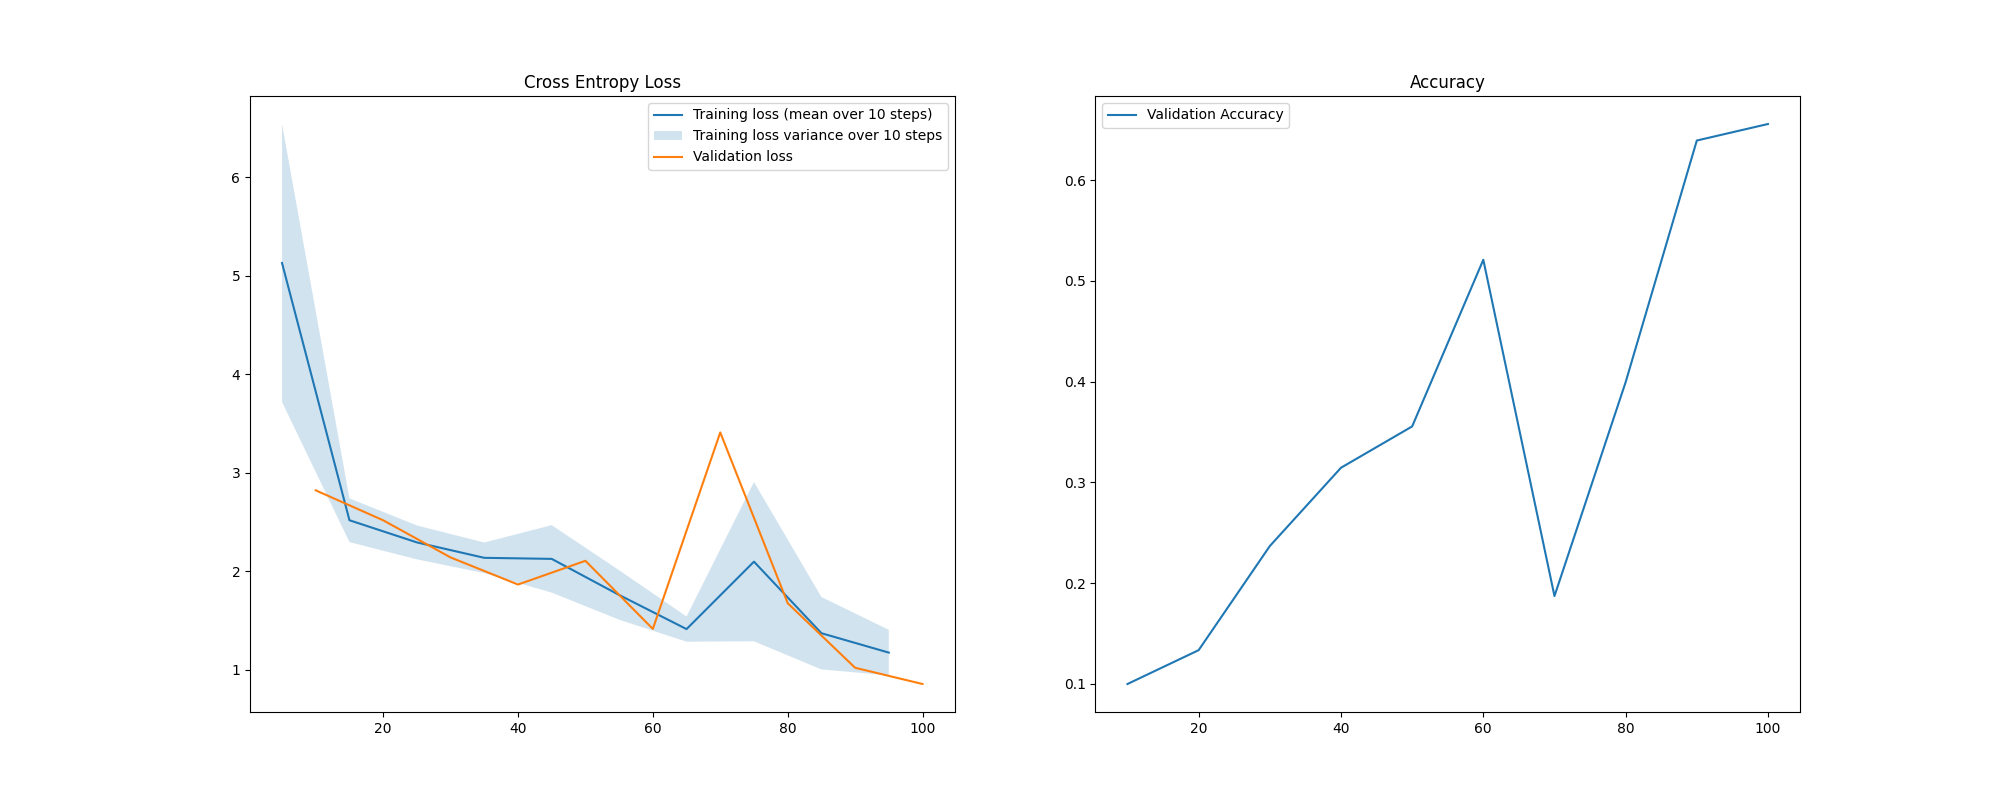 Cross Entropy Loss
Training loss (mean over 10 steps)
Training loss variance over 10 steps
Validation loss
6
5
4
3
2
1
20 40 60 80 100
Accuracy
Validation Accuracy
0.6
0.5
0.4
0.3
0.2
0.1
20 40 60 80 100